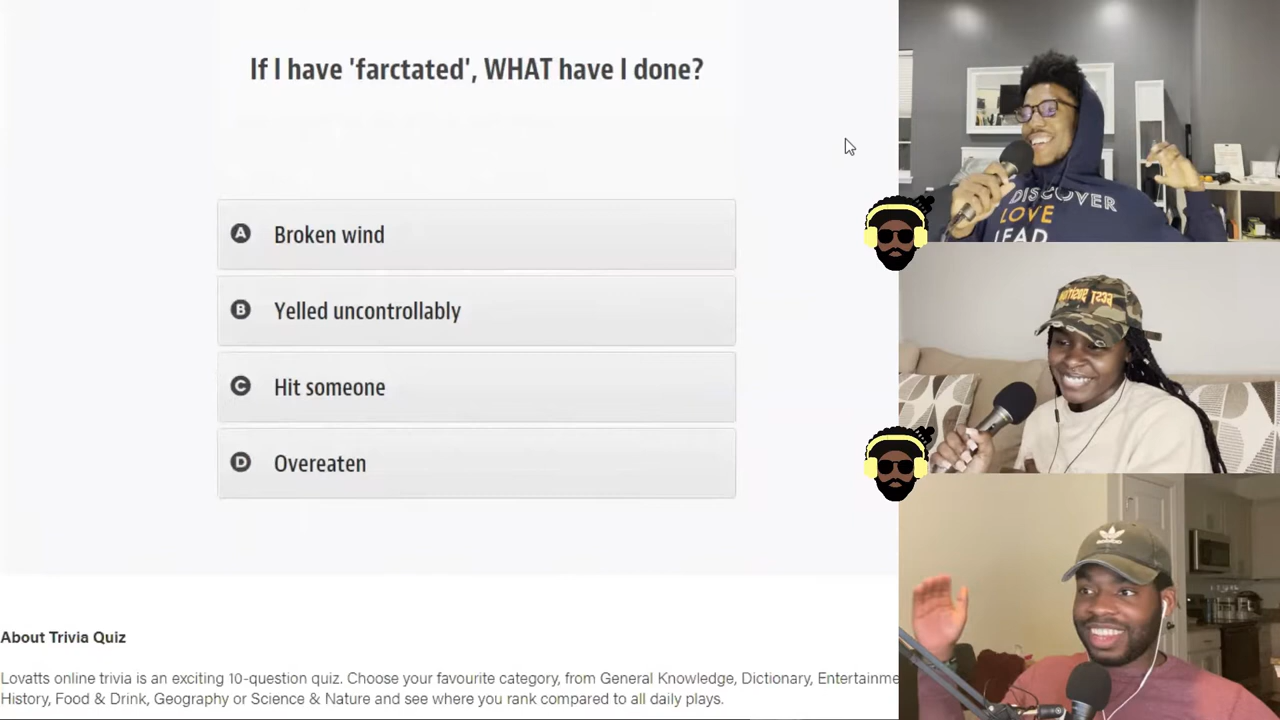 If I have 'farctated', WHAT have I done?
A Broken wind
B Yelled uncontrollably
C Hit someone
D Overeaten
About Trivia Quiz
Lovatts online trivia is an exciting 10-question quiz. Choose your favourite category, from General Knowledge, Dictionary, Entertainme
History, Food & Drink, Geography or Science & Nature and see where you rank compared to all daily plays.
DISCOVER
LOVE
LEAD